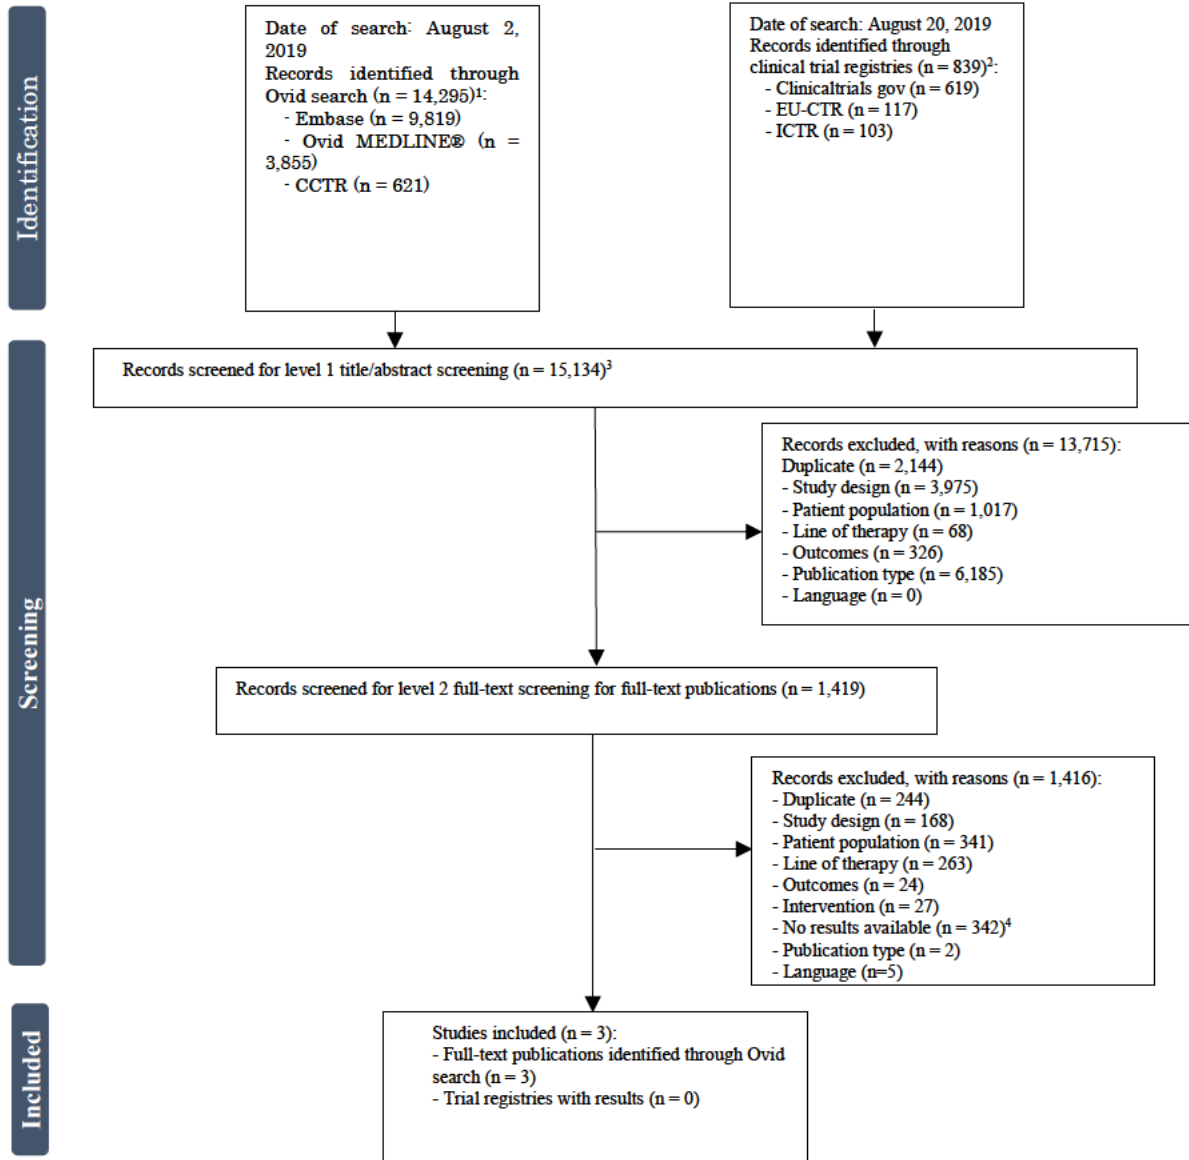 Identification
Date of search: August 2,
2019
Records identified through
Ovid search (n = 14,295)¹:
- Embase (n = 9,819)
- Ovid MEDLINE® (n =
3,855)
- CCTR (n = 621)
Date of search: August 20, 2019
Records identified through
clinical trial registries (n = 839)²:
- Clinicaltrials gov (n = 619)
- EU-CTR (n = 117)
- ICTR (n = 103)
Screening
Records screened for level 1 title/abstract screening (n = 15,134)³
Records excluded, with reasons (n = 13,715):
Duplicate (n = 2,144)
- Study design (n = 3,975)
- Patient population (n = 1,017)
- Line of therapy (n = 68)
- Outcomes (n = 326)
- Publication type (n = 6,185)
- Language (n = 0)
Records screened for level 2 full-text screening for full-text publications (n = 1,419)
Records excluded, with reasons (n = 1,416):
- Duplicate (n = 244)
- Study design (n = 168)
- Patient population (n = 341)
- Line of therapy (n = 263)
- Outcomes (n = 24)
- Intervention (n = 27)
- No results available (n = 342)⁴
- Publication type (n = 2)
- Language (n=5)
Included
Studies included (n = 3):
- Full-text publications identified through Ovid
search (n = 3)
- Trial registries with results (n = 0)